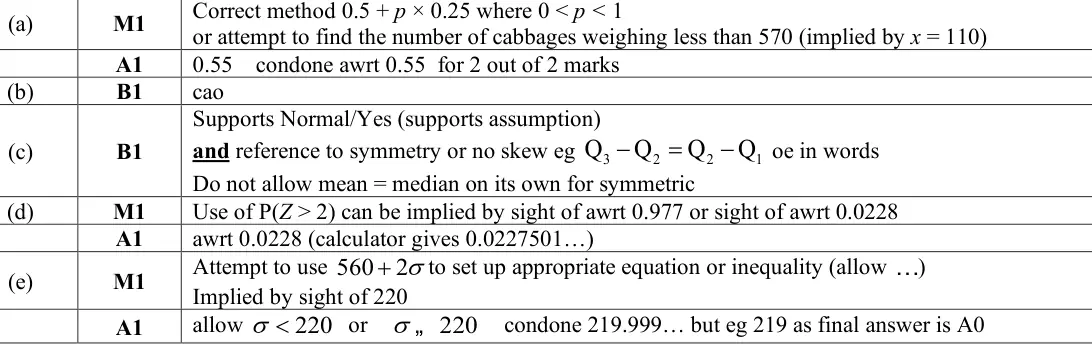 (a) M1 Correct method 0.5 + p × 0.25 where 0 < p < 1
or attempt to find the number of cabbages weighing less than 570 (implied by x = 110)
A1 0.55 condone awrt 0.55 for 2 out of 2 marks
(b) B1 cao
Supports Normal/Yes (supports assumption)
(c) B1 and reference to symmetry or no skew eg Q₃ − Q₂ = Q₂ − Q₁ oe in words
Do not allow mean = median on its own for symmetric
(d) M1 Use of P(Z > 2) can be implied by sight of awrt 0.977 or sight of awrt 0.0228
A1 awrt 0.0228 (calculator gives 0.0227501…)
(e) M1 Attempt to use 560 + 2σ to set up appropriate equation or inequality (allow …)
Implied by sight of 220
A1 allow σ < 220 or σ „ 220 condone 219.999… but eg 219 as final answer is A0